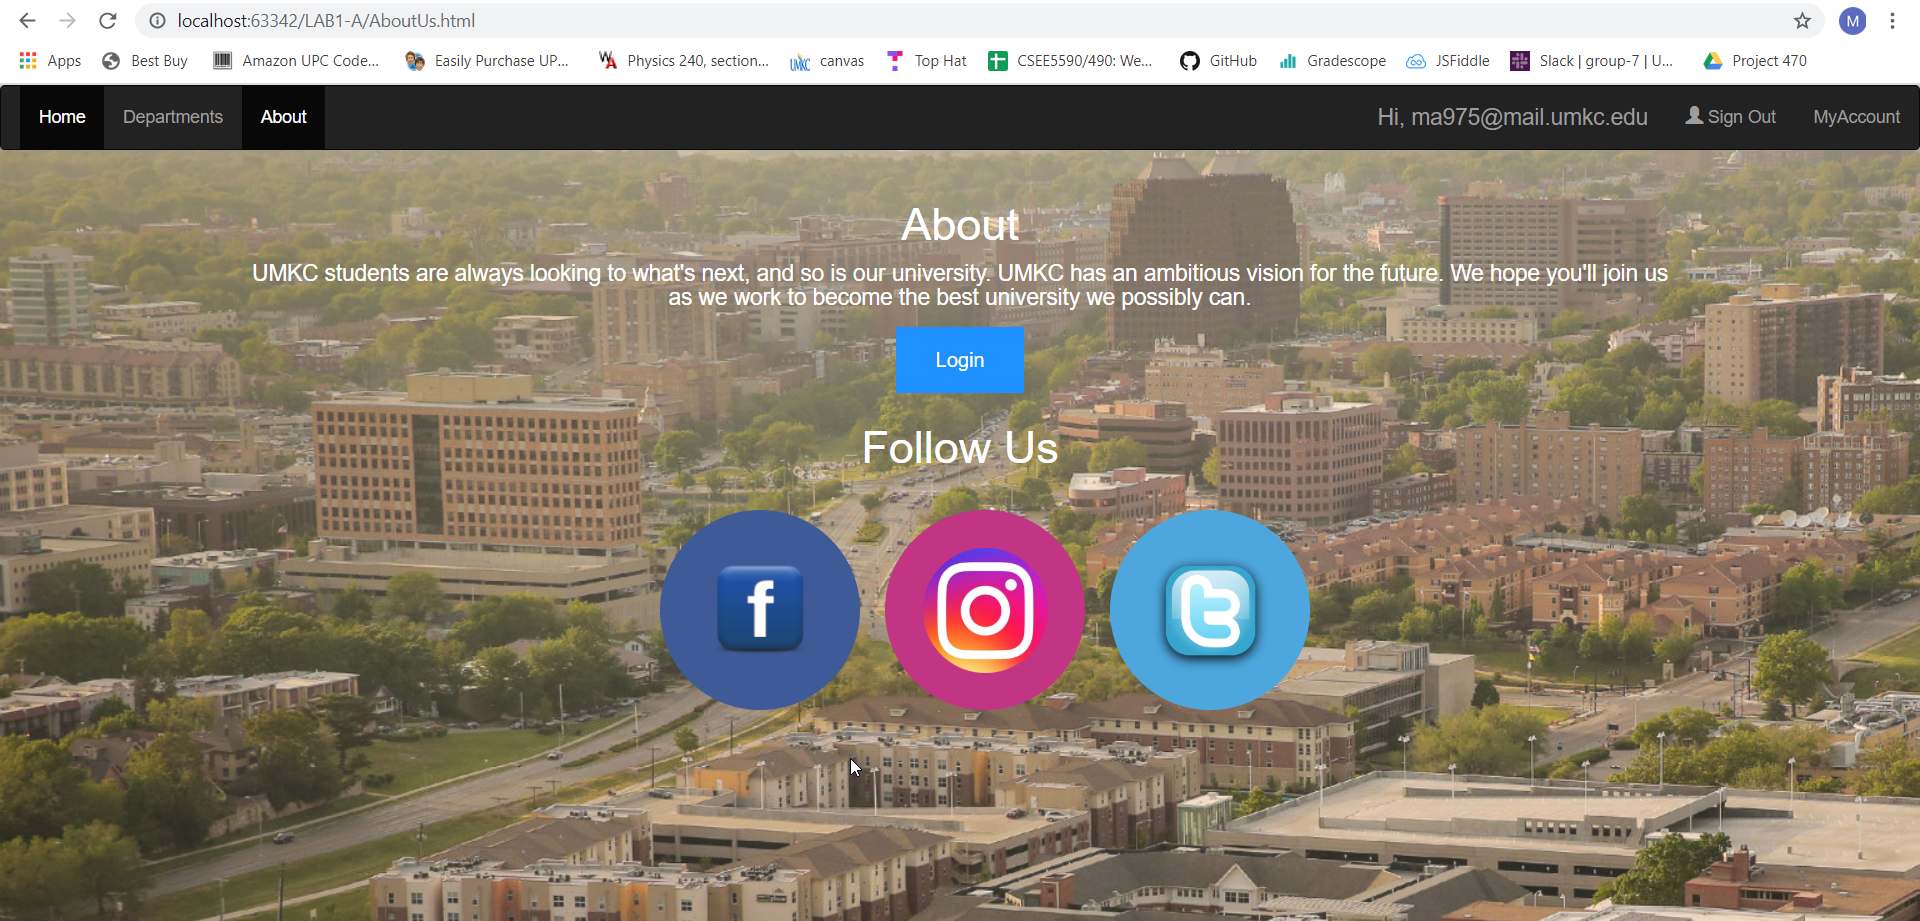 localhost:63342/LAB1-A/AboutUs.html
M
Apps Best Buy Amazon UPC Code... Easily Purchase UP... Physics 240, section... canvas Top Hat CSEE5590/490: We... GitHub Gradescope JSFiddle Slack | group-7 | U... Project 470
Home Departments About Hi, ma975@mail.umkc.edu Sign Out MyAccount
About
UMKC students are always looking to what's next, and so is our university. UMKC has an ambitious vision for the future. We hope you'll join us
as we work to become the best university we possibly can.
Login
Follow Us